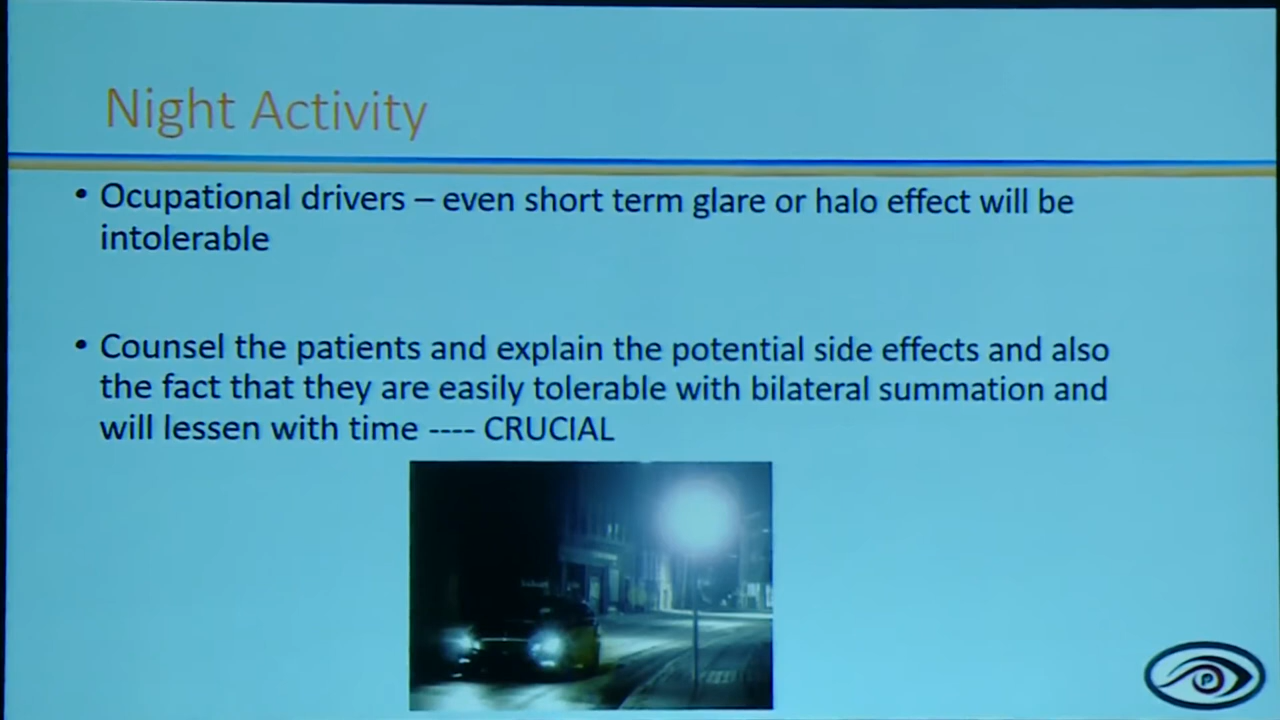 Night Activity
• Ocupational drivers – even short term glare or halo effect will be
intolerable
• Counsel the patients and explain the potential side effects and also
the fact that they are easily tolerable with bilateral summation and
will lessen with time ---- CRUCIAL
P